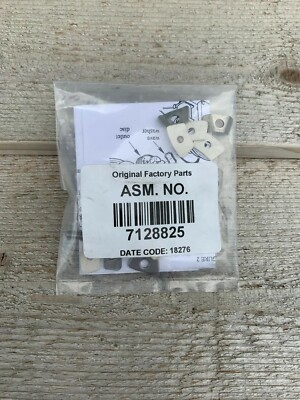 Original Factory Parts
ASM. NO.
7128825
DATE CODE: 18276